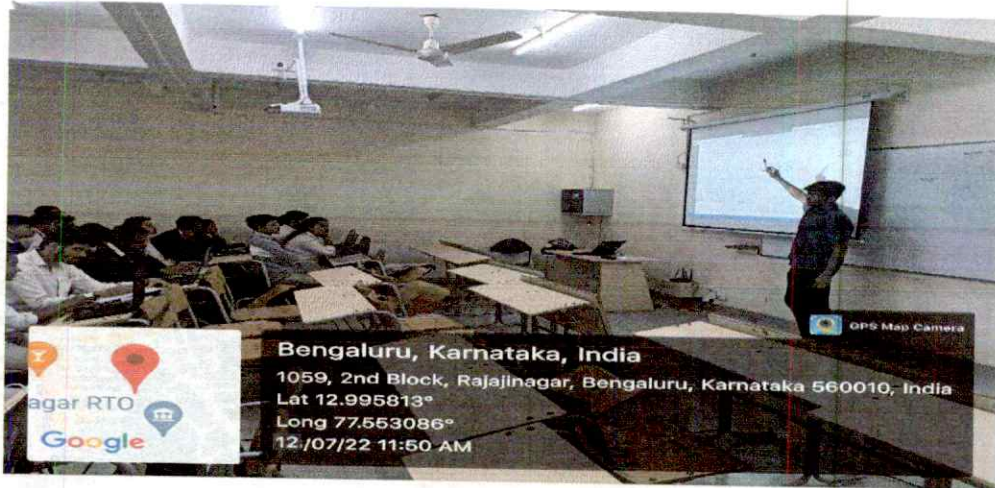 GPS Map Camera
Bengaluru, Karnataka, India
1059, 2nd Block, Rajajinagar, Bengaluru, Karnataka 560010, India
Lat 12.995813°
Long 77.553086°
12/07/22 11:50 AM
agar RTO
Google